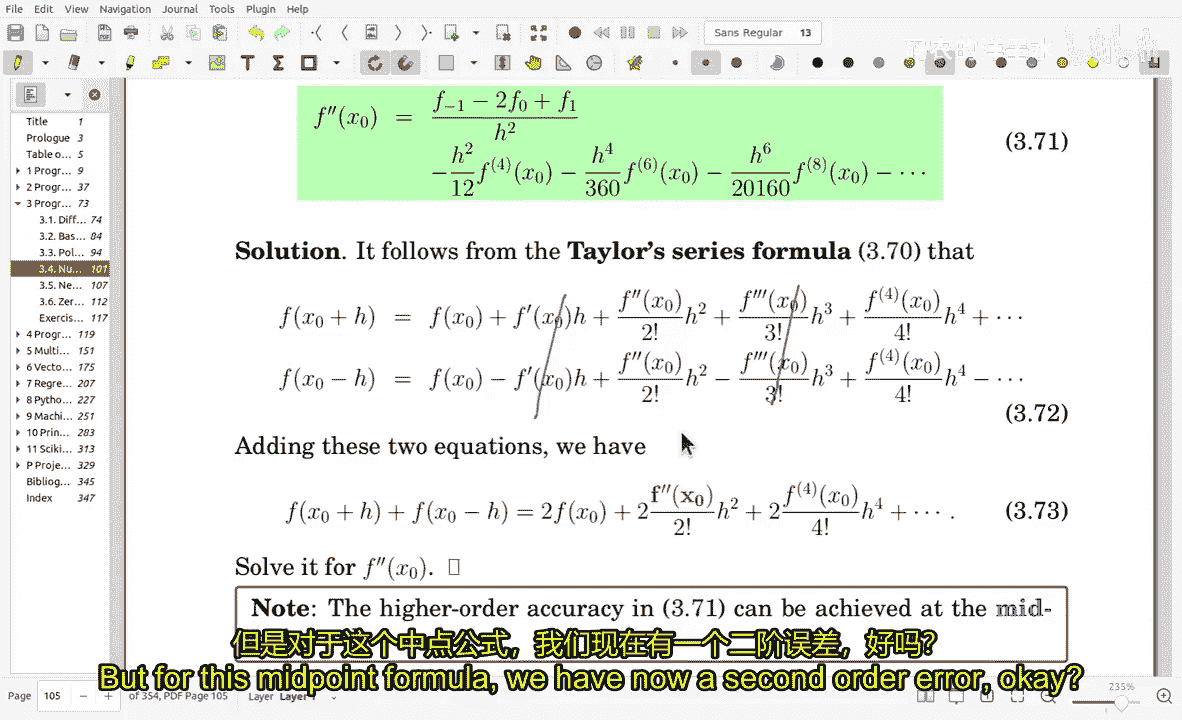 File Edit View Navigation Journal Tools Plugin Help
Sans Regular 13
Title 1
Prologue 3
Table o... 5
1 Progr... 9
2 Progr... 37
3 Progr... 73
3.1. Diff... 74
3.2. Bas... 84
3.3. Pol... 94
3.4. Nu... 101
3.5. Ne... 107
3.6. Zer... 112
Exercis... 117
4 Progr... 119
5 Multi... 151
6 Vecto... 175
7 Regre... 207
8 Pytho... 227
9 Machi... 251
10 Prin... 283
11 Sciki... 313
P Proje... 329
Bibliog... 345
Index 347
f″(x₀) = (f₋₁ − 2f₀ + f₁)/h²
−h²/12 f⁽⁴⁾(x₀) − h⁴/360 f⁽⁶⁾(x₀) − h⁶/20160 f⁽⁸⁾(x₀) − ⋯ (3.71)
Solution. It follows from the Taylor's series formula (3.70) that
f(x₀ + h) = f(x₀) + f′(x₀)h + f″(x₀)/2! h² + f‴(x₀)/3! h³ + f⁽⁴⁾(x₀)/4! h⁴ + ⋯
f(x₀ − h) = f(x₀) − f′(x₀)h + f″(x₀)/2! h² − f‴(x₀)/3! h³ + f⁽⁴⁾(x₀)/4! h⁴ − ⋯
(3.72)
Adding these two equations, we have
f(x₀ + h) + f(x₀ − h) = 2f(x₀) + 2 f″(x₀)/2! h² + 2 f⁽⁴⁾(x₀)/4! h⁴ + ⋯ . (3.73)
Solve it for f″(x₀). □
Note: The higher-order accuracy in (3.71) can be achieved at the mid-
但是对于这个中点公式，我们现在有一个二阶误差，好吗？
But for this midpoint formula, we have now a second order error, okay?
Page 105 of 354, PDF Page 105 Layer 235%